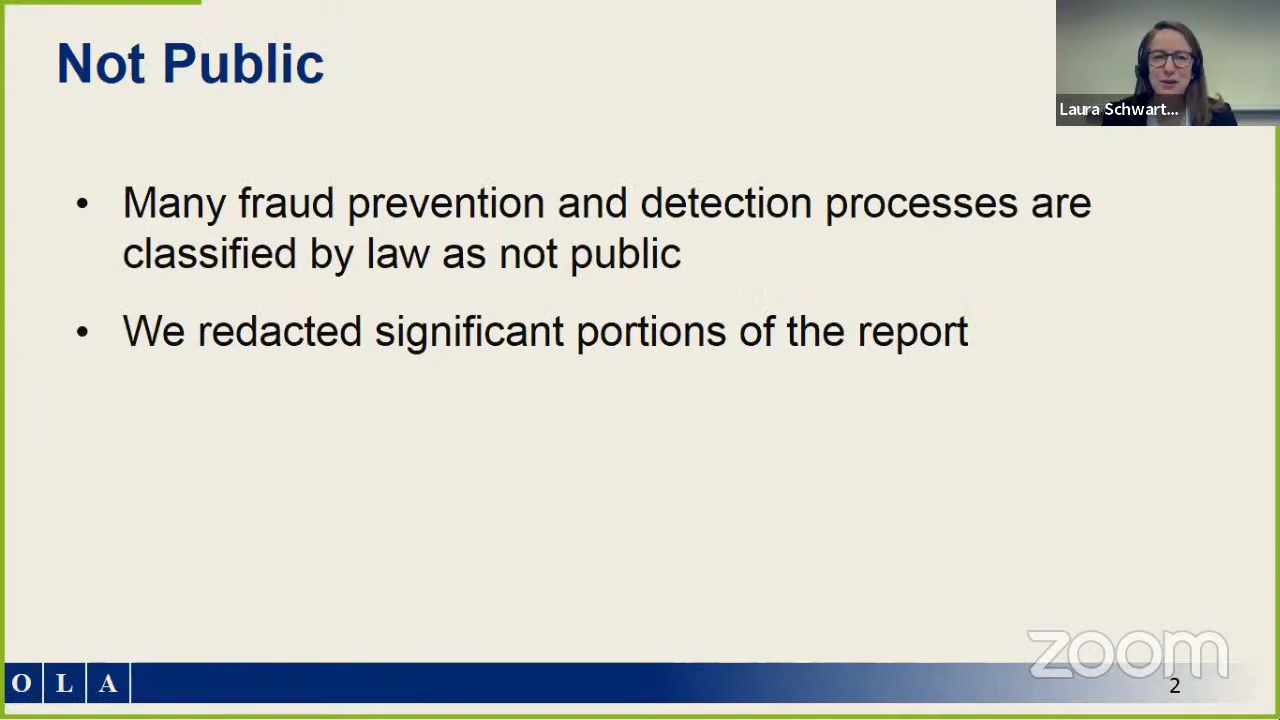 Not Public
Laura Schwart...
• Many fraud prevention and detection processes are
classified by law as not public
• We redacted significant portions of the report
zoom
O L A
2